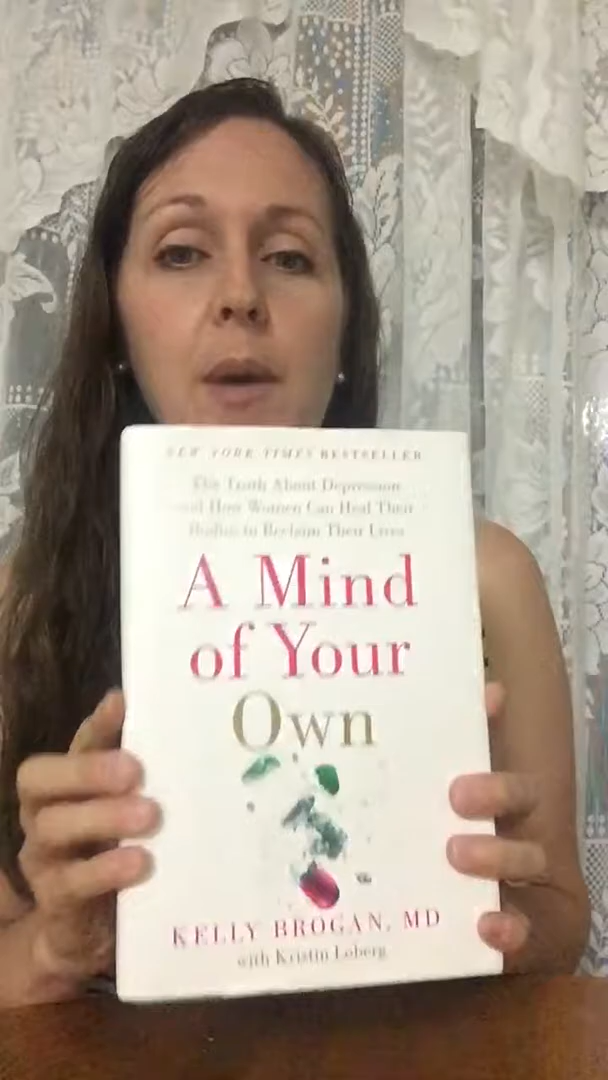 NEW YORK TIMES BESTSELLER
The Truth About Depression
and How Women Can Heal Their
Bodies to Reclaim Their Lives
A Mind
of Your
Own
KELLY BROGAN, MD
with Kristin Loberg